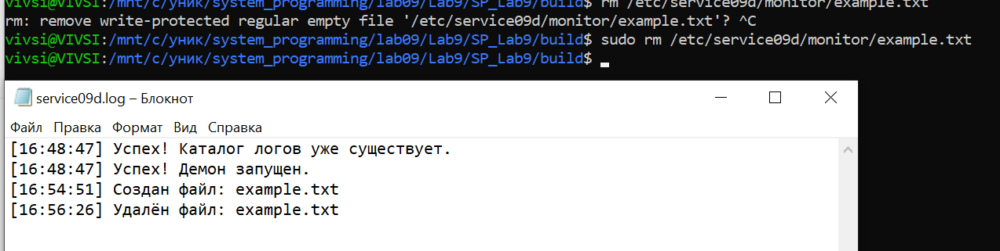 vivsi@VIVSI:/mnt/c/уник/system_programming/lab09/Lab9/SP_Lab9/build$ rm /etc/service09d/monitor/example.txt
rm: remove write-protected regular empty file '/etc/service09d/monitor/example.txt'? ^C
vivsi@VIVSI:/mnt/c/уник/system_programming/lab09/Lab9/SP_Lab9/build$ sudo rm /etc/service09d/monitor/example.txt
vivsi@VIVSI:/mnt/c/уник/system_programming/lab09/Lab9/SP_Lab9/build$
service09d.log – Блокнот
Файл Правка Формат Вид Справка
[16:48:47] Успех! Каталог логов уже существует.
[16:48:47] Успех! Демон запущен.
[16:54:51] Создан файл: example.txt
[16:56:26] Удалён файл: example.txt